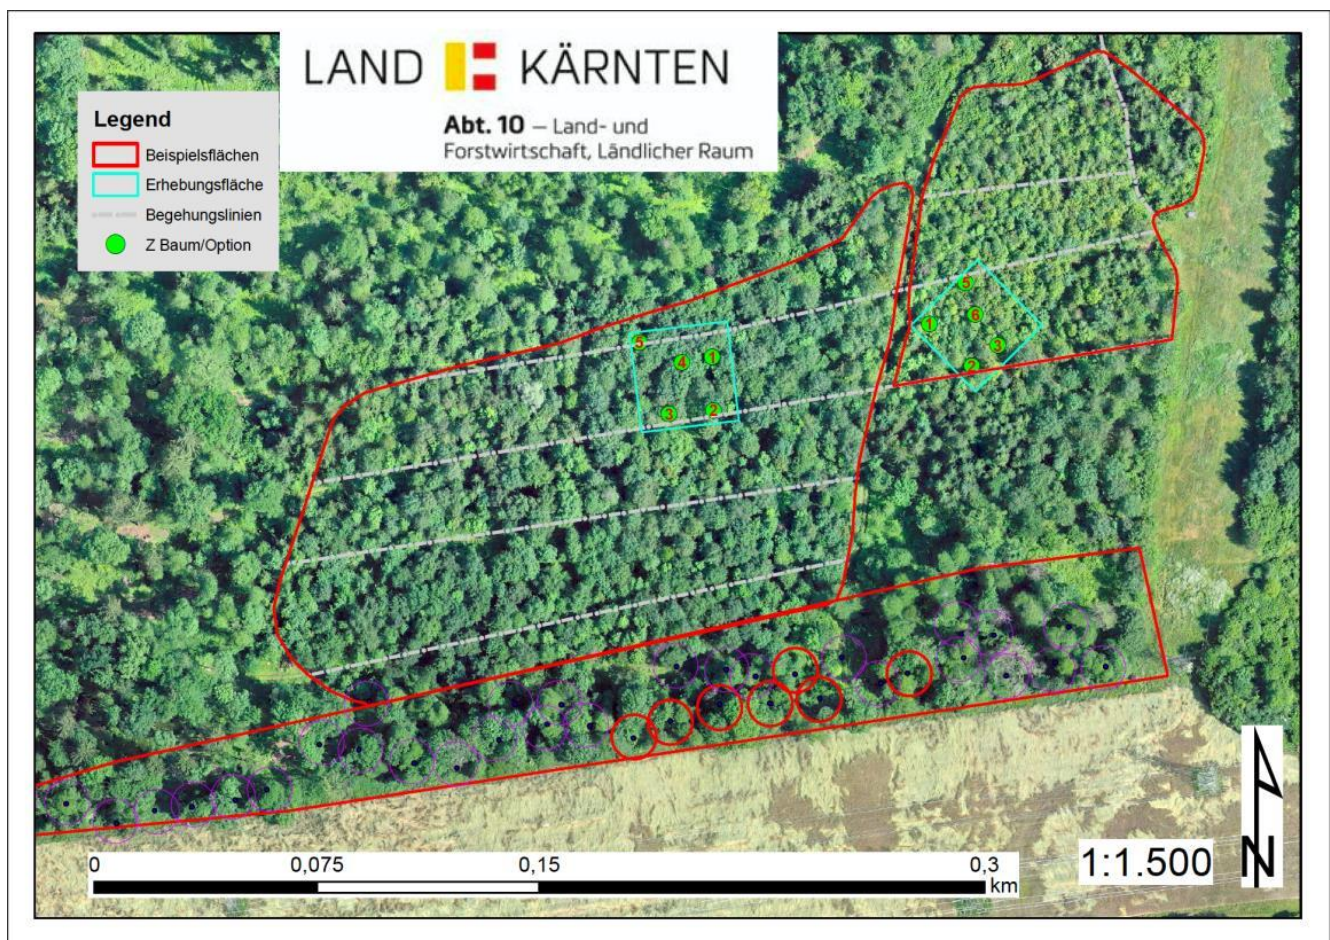 LAND KÄRNTEN
Abt. 10 – Land- und
Forstwirtschaft, Ländlicher Raum
Legend
Beispielsflächen
Erhebungsfläche
Begehungslinien
Z Baum/Option
5
6
1
3
2
5
4
1
3
2
0 0,075 0,15 0,3
km
1:1.500
N